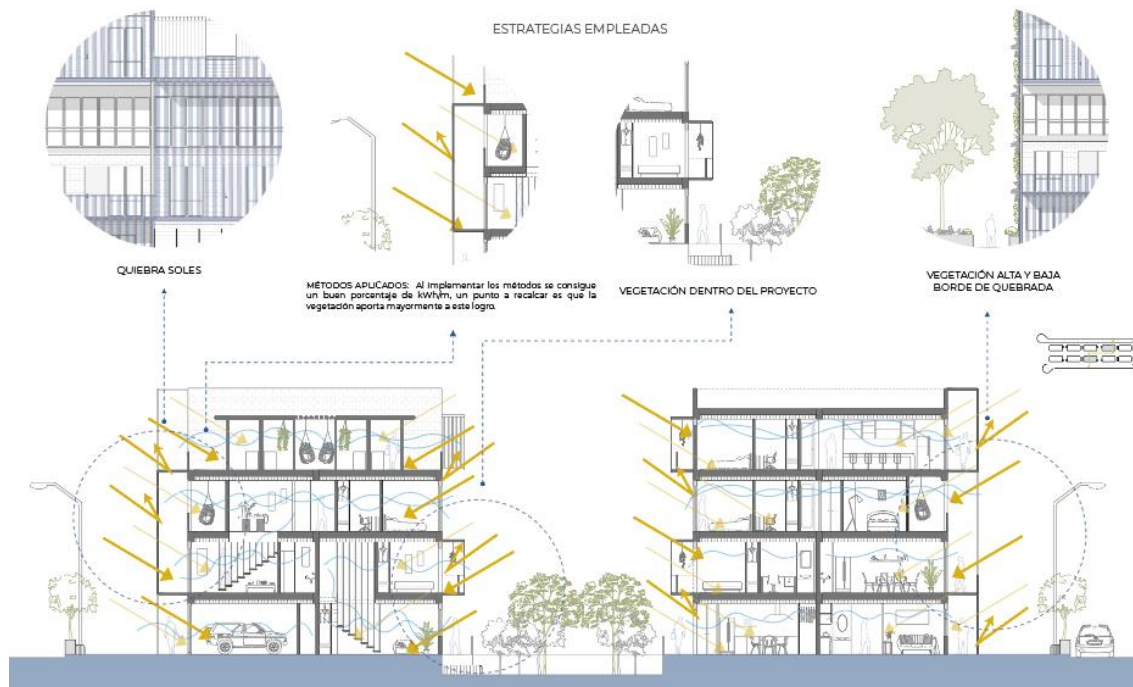 ESTRATEGIAS EMPLEADAS
QUIEBRA SOLES
MÉTODOS APLICADOS: Al implementar los métodos se consigue
un buen porcentaje de kWh/m, un punto a recalcar es que la
vegetación aporta mayormente a este logro.
VEGETACIÓN DENTRO DEL PROYECTO
VEGETACIÓN ALTA Y BAJA
BORDE DE QUEBRADA